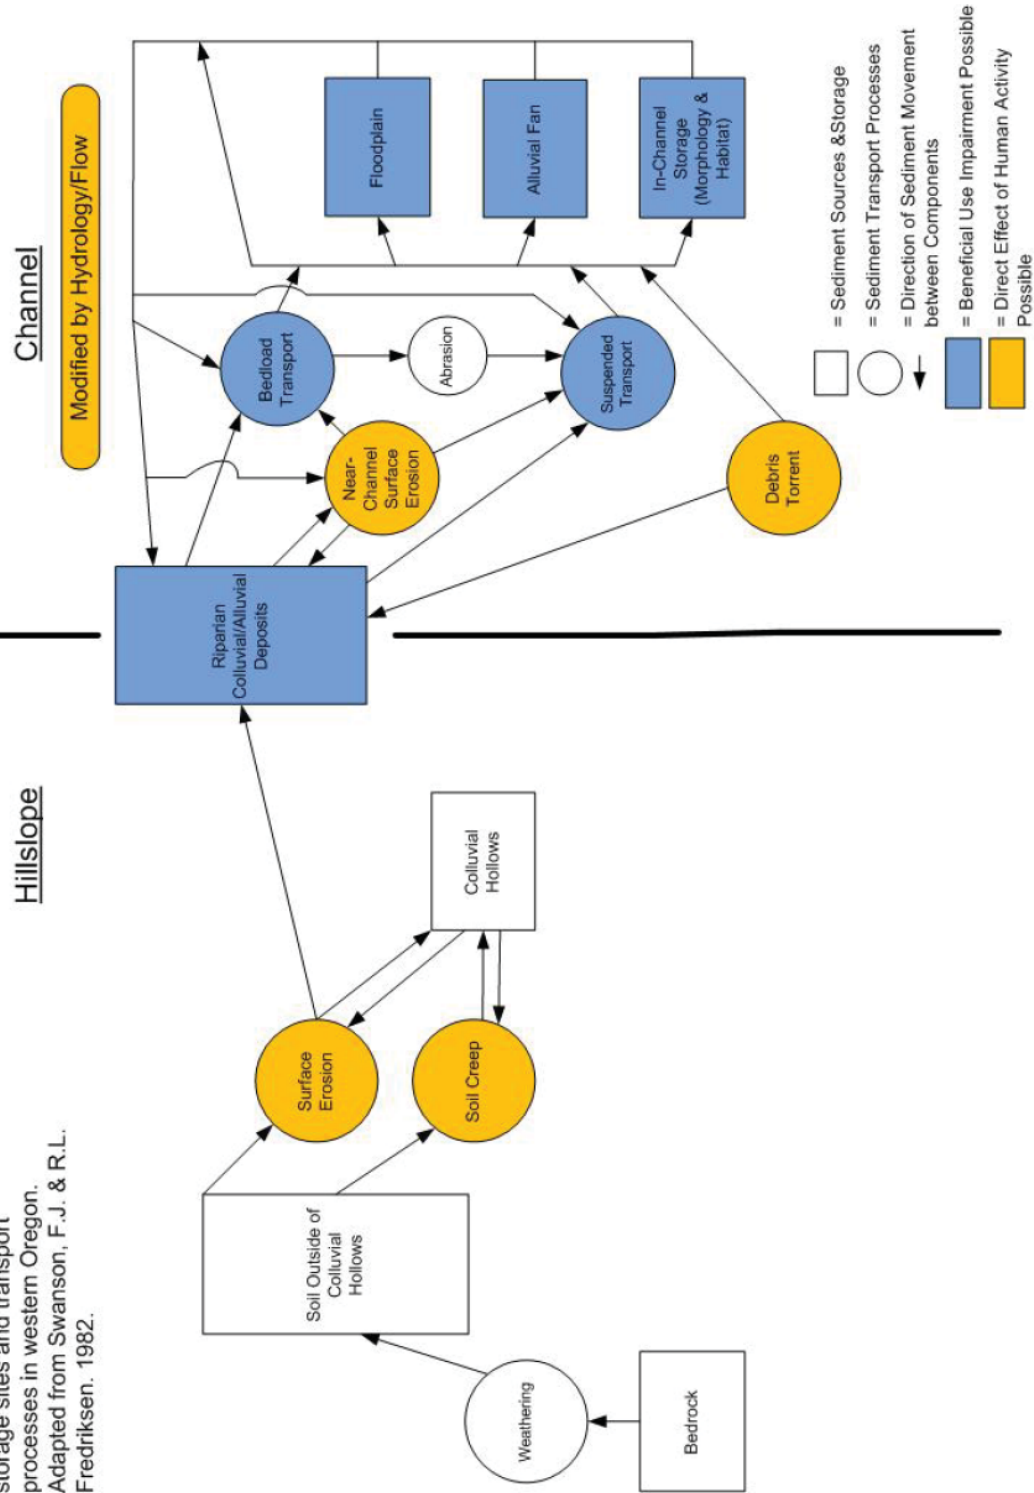 storage sites and transport
processes in western Oregon.
Adapted from Swanson, F.J. & R.L.
Fredriksen. 1982.
Hillslope
Channel
Modified by Hydrology/Flow
Bedrock
Weathering
Soil Outside of
Colluvial
Hollows
Surface
Erosion
Soil Creep
Colluvial
Hollows
Riparian
Colluvial/Alluvial
Deposits
Near-
Channel
Surface
Erosion
Bedload
Transport
Abrasion
Suspended
Transport
Debris
Torrent
Floodplain
Alluvial Fan
In-Channel
Storage
(Morphology &
Habitat)
= Sediment Sources &Storage
= Sediment Transport Processes
= Direction of Sediment Movement
between Components
= Beneficial Use Impairment Possible
= Direct Effect of Human Activity
Possible